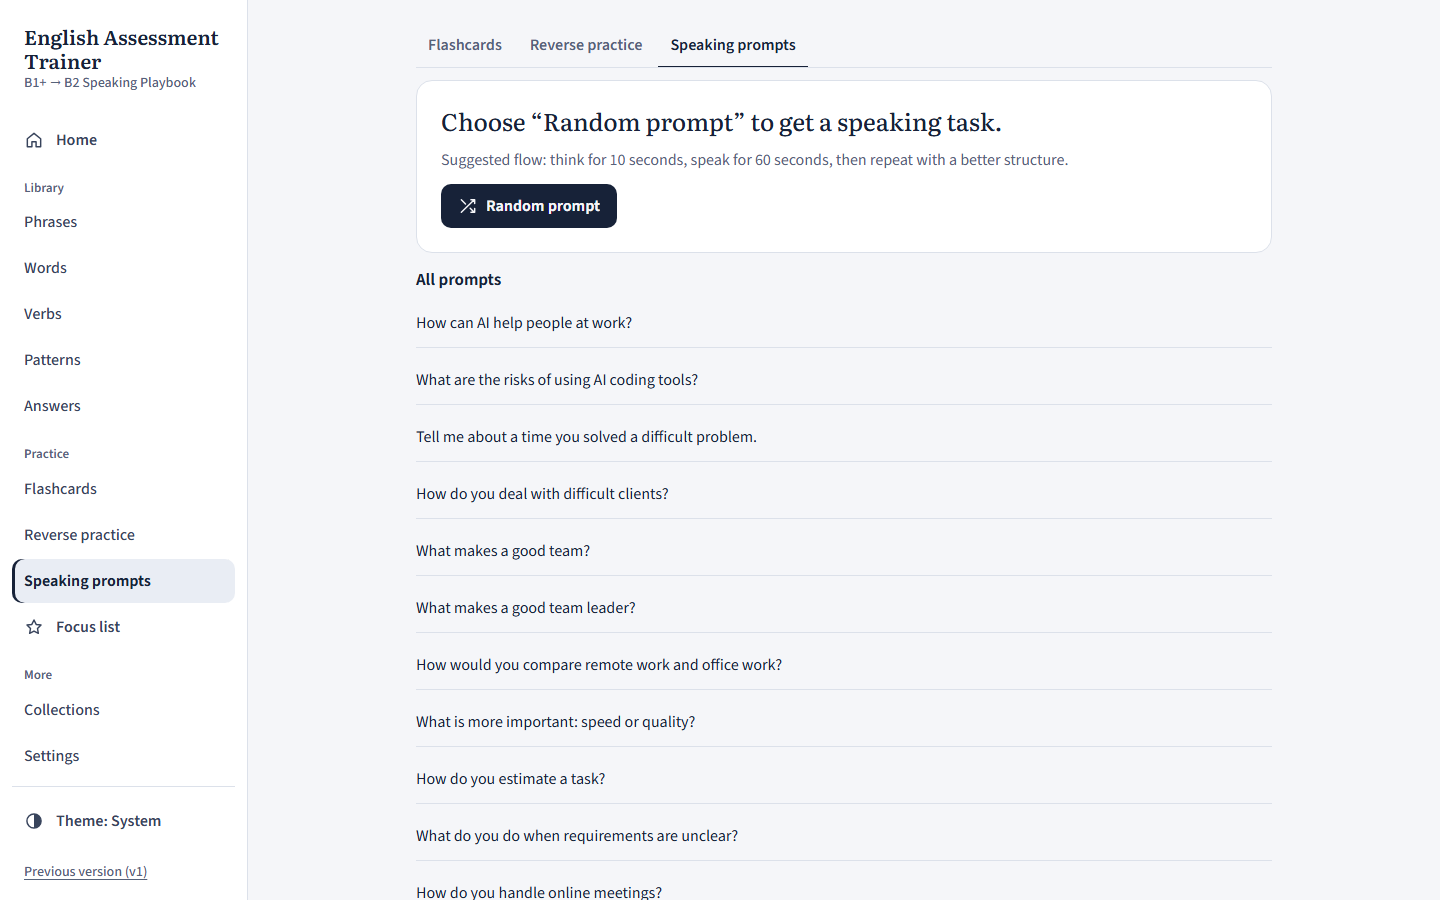 English Assessment
Trainer
B1+ → B2 Speaking Playbook
Home
Library
Phrases
Words
Verbs
Patterns
Answers
Practice
Flashcards
Reverse practice
Speaking prompts
Focus list
More
Collections
Settings
Theme: System
Previous version (v1)
Flashcards Reverse practice Speaking prompts
Choose “Random prompt” to get a speaking task.
Suggested flow: think for 10 seconds, speak for 60 seconds, then repeat with a better structure.
Random prompt
All prompts
How can AI help people at work?
What are the risks of using AI coding tools?
Tell me about a time you solved a difficult problem.
How do you deal with difficult clients?
What makes a good team?
What makes a good team leader?
How would you compare remote work and office work?
What is more important: speed or quality?
How do you estimate a task?
What do you do when requirements are unclear?
How do you handle online meetings?